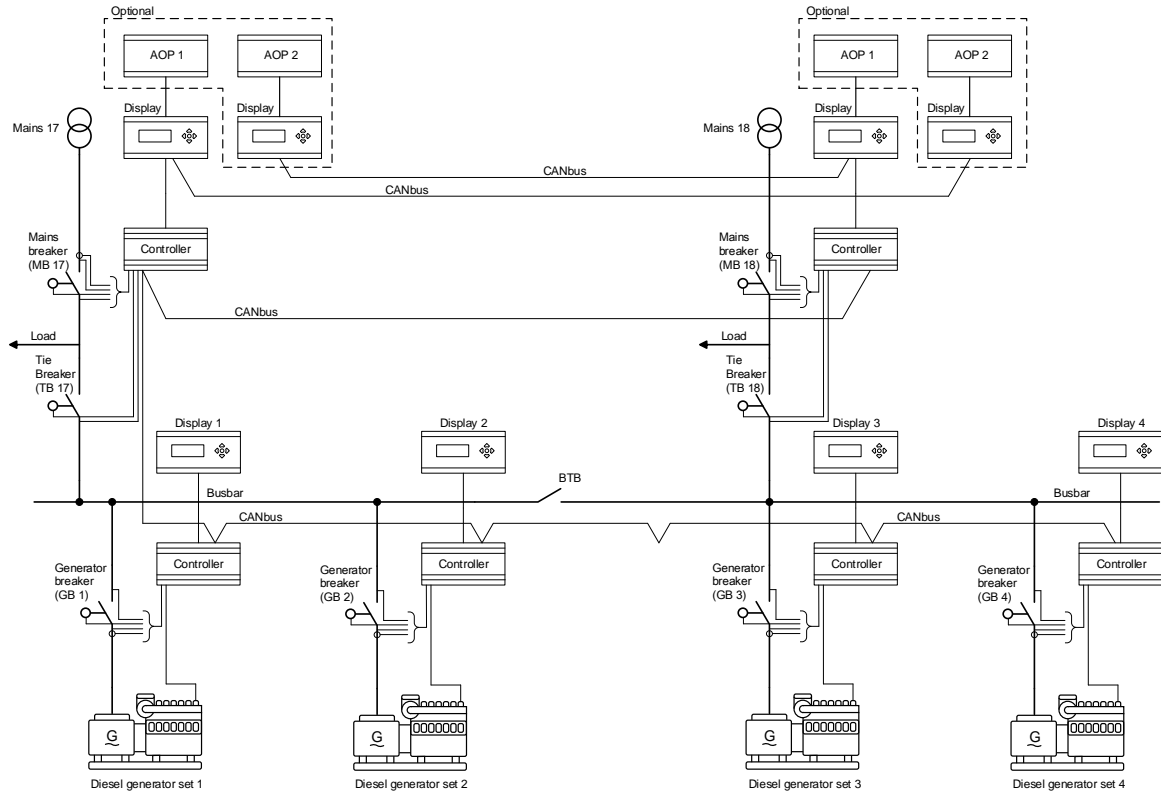 Optional
AOP 1
AOP 2
Display
Display
Mains 17
Optional
AOP 1
AOP 2
Display
Display
Mains 18
CANbus
CANbus
Mains
breaker
(MB 17)
Controller
Mains
breaker
(MB 18)
Controller
CANbus
Load
Load
Tie
Breaker
(TB 17)
Tie
Breaker
(TB 18)
Display 1
Display 2
Display 3
Display 4
BTB
Busbar
Busbar
CANbus
CANbus
Controller
Controller
Controller
Controller
Generator
breaker
(GB 1)
Generator
breaker
(GB 2)
Generator
breaker
(GB 3)
Generator
breaker
(GB 4)
G
G
G
G
Diesel generator set 1
Diesel generator set 2
Diesel generator set 3
Diesel generator set 4